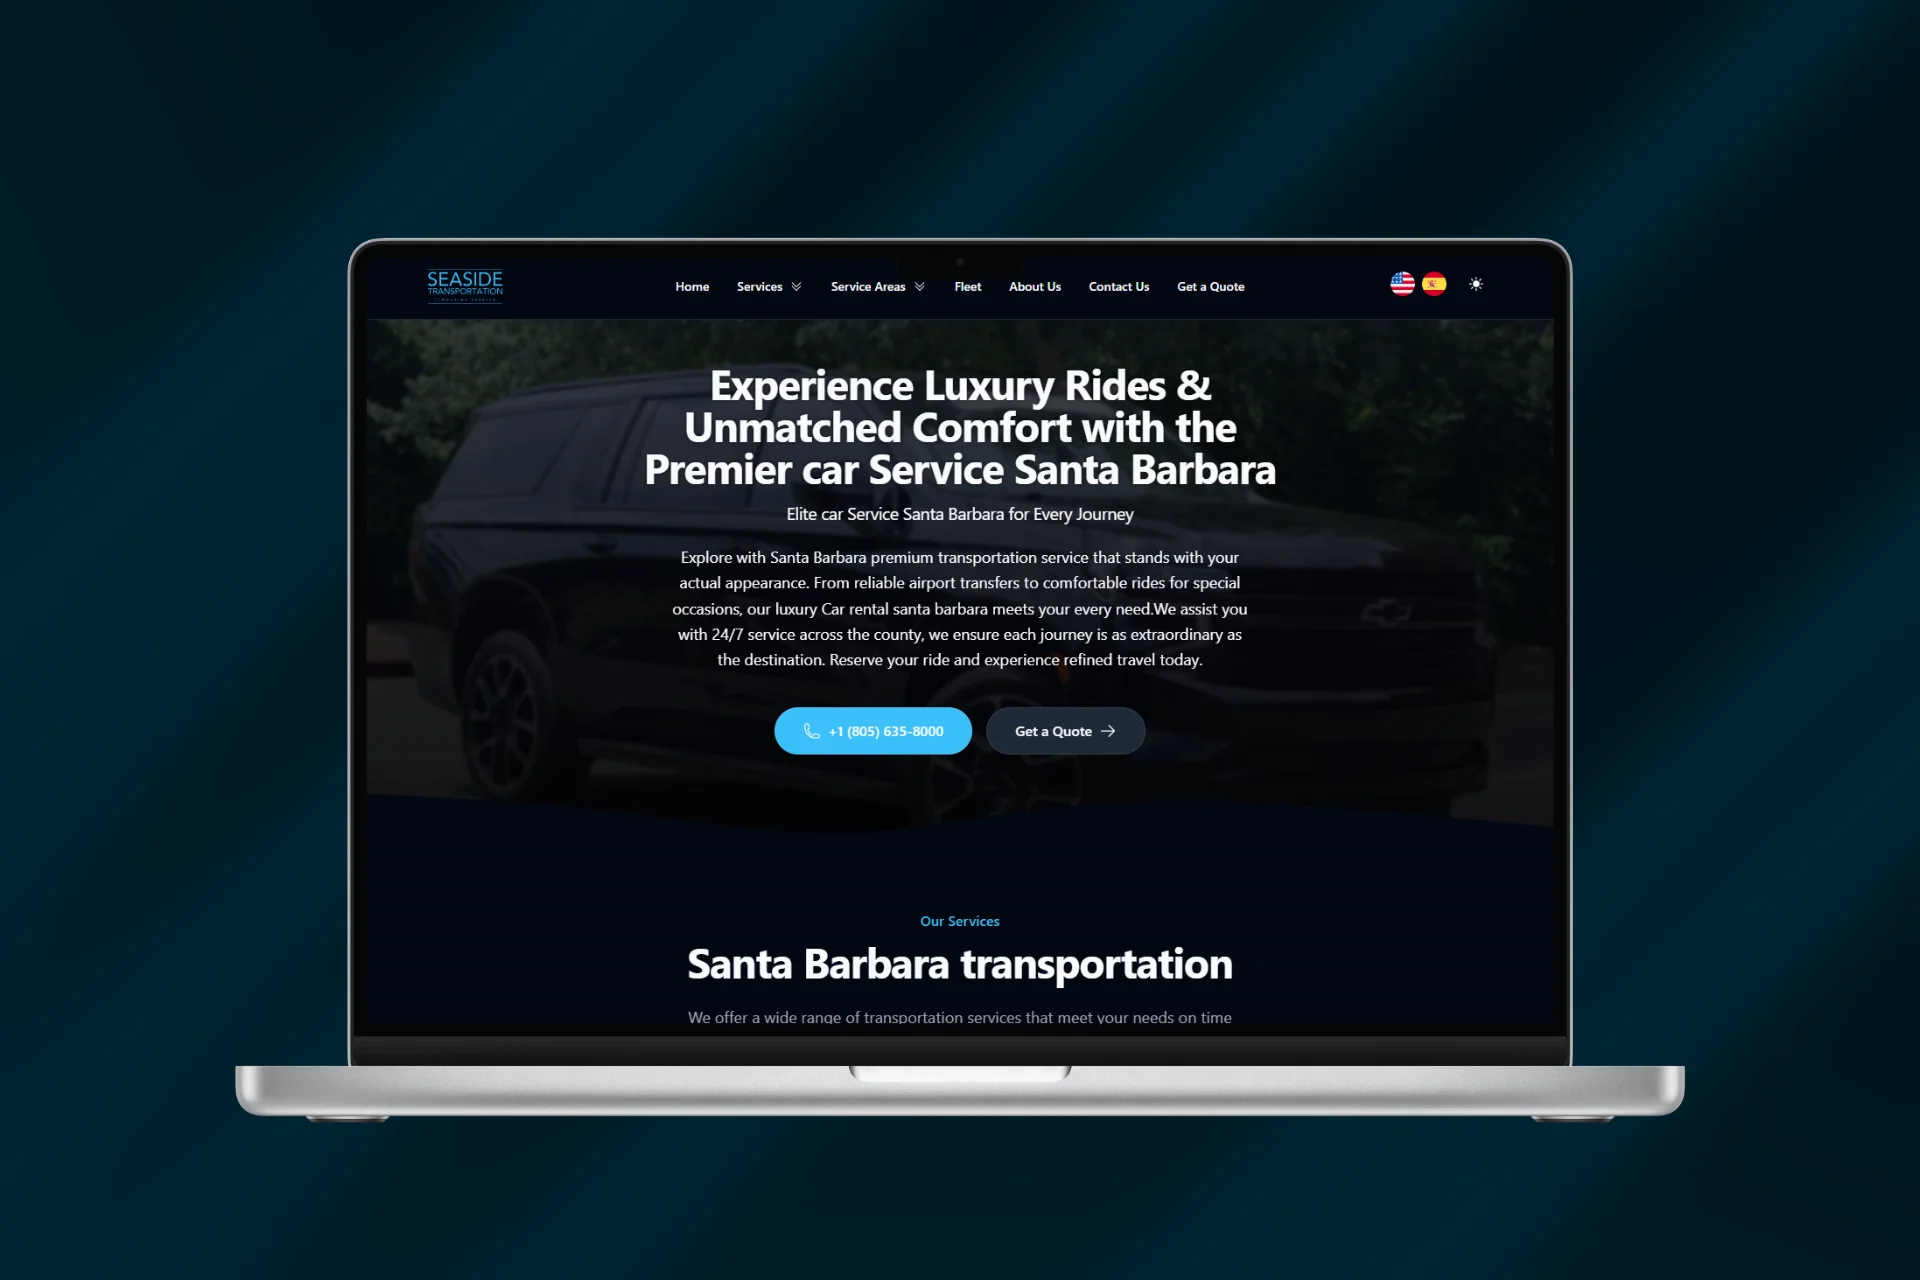 SEASIDE
TRANSPORTATION
Home Services Service Areas Fleet About Us Contact Us Get a Quote
Experience Luxury Rides &
Unmatched Comfort with the
Premier car Service Santa Barbara
Elite car Service Santa Barbara for Every Journey
Explore with Santa Barbara premium transportation service that stands with your
actual appearance. From reliable airport transfers to comfortable rides for special
occasions, our luxury Car rental santa barbara meets your every need.We assist you
with 24/7 service across the county, we ensure each journey is as extraordinary as
the destination. Reserve your ride and experience refined travel today.
+1 (805) 635-8000 Get a Quote
Our Services
Santa Barbara transportation
We offer a wide range of transportation services that meet your needs on time